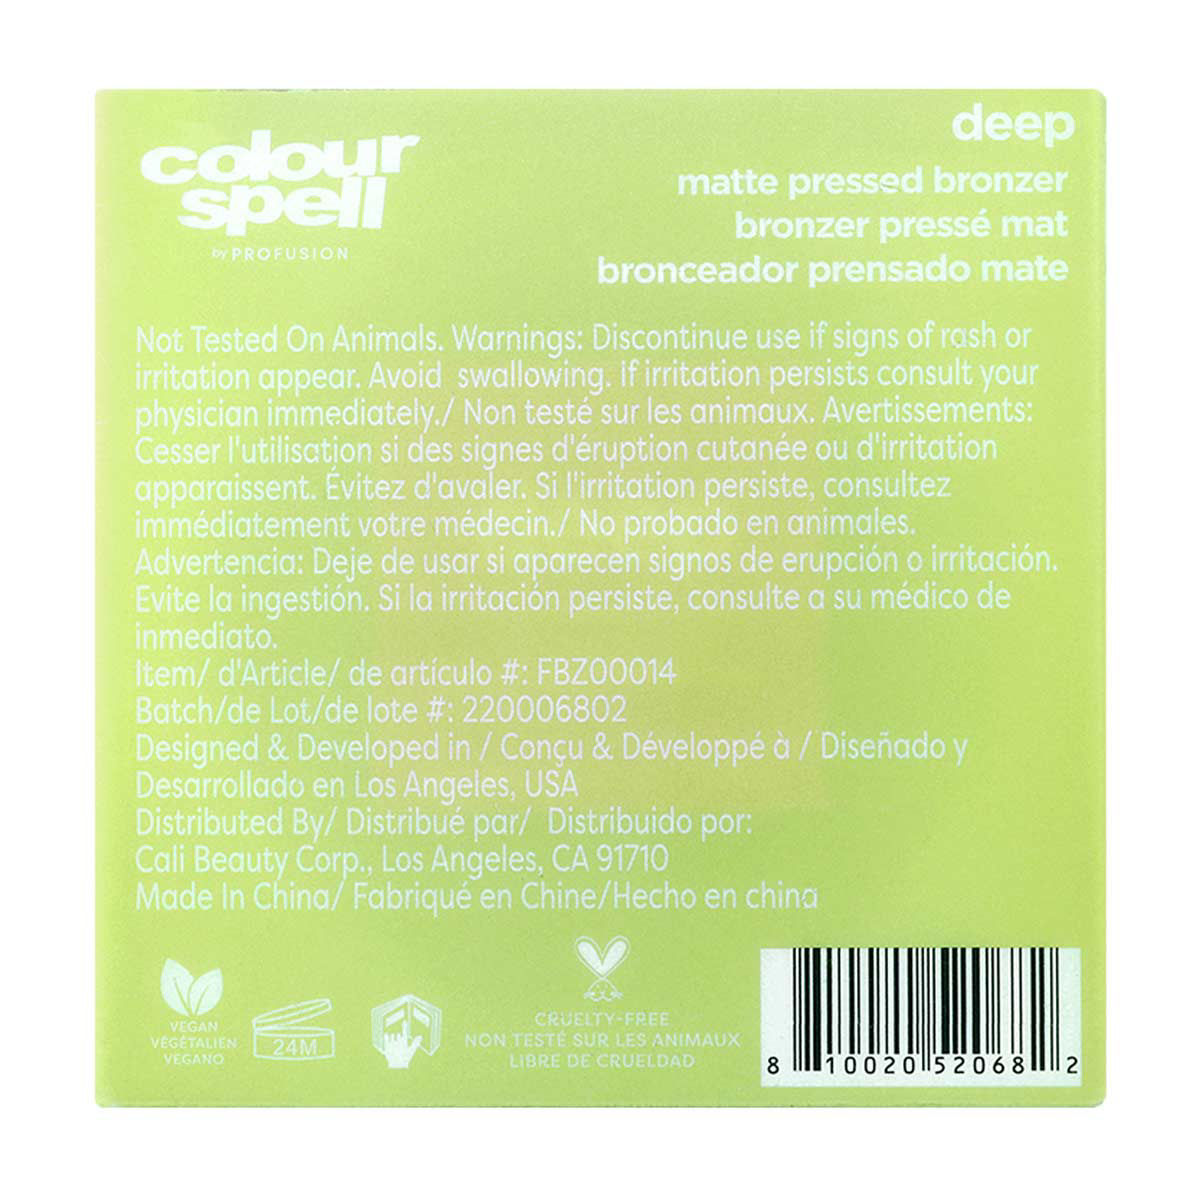 colour
spell
by PROFUSION
deep
matte pressed bronzer
bronzer pressé mat
bronceador prensado mate
Not Tested On Animals. Warnings: Discontinue use if signs of rash or
irritation appear. Avoid swallowing. if irritation persists consult your
physician immediately./ Non testé sur les animaux. Avertissements:
Cesser l'utilisation si des signes d'éruption cutanée ou d'irritation
apparaissent. Évitez d'avaler. Si l'irritation persiste, consultez
immédiatement votre médecin./ No probado en animales.
Advertencia: Deje de usar si aparecen signos de erupción o irritación.
Evite la ingestión. Si la irritación persiste, consulte a su médico de
inmediato.
Item/ d'Article/ de artículo #: FBZ00014
Batch/de Lot/de lote #: 220006802
Designed & Developed in / Conçu & Développé à / Diseñado y
Desarrollado en Los Angeles, USA
Distributed By/ Distribué par/ Distribuido por:
Cali Beauty Corp., Los Angeles, CA 91710
Made In China/ Fabriqué en Chine/Hecho en china
VEGAN
VÉGÉTALIEN
VEGANO
24M
CRUELTY-FREE
NON TESTÉ SUR LES ANIMAUX
LIBRE DE CRUELDAD
8 10020 52068 2